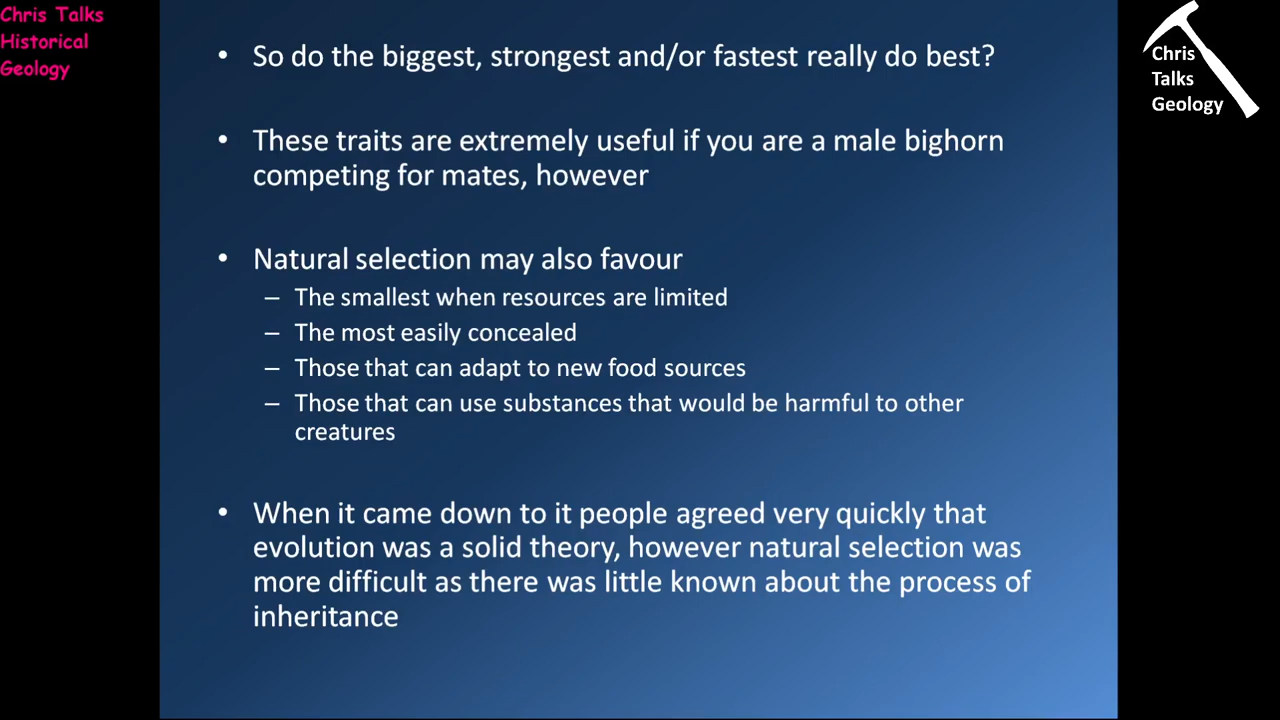 Chris Talks
Historical
Geology
Chris
Talks
Geology
• So do the biggest, strongest and/or fastest really do best?
• These traits are extremely useful if you are a male bighorn
competing for mates, however
• Natural selection may also favour
– The smallest when resources are limited
– The most easily concealed
– Those that can adapt to new food sources
– Those that can use substances that would be harmful to other
creatures
• When it came down to it people agreed very quickly that
evolution was a solid theory, however natural selection was
more difficult as there was little known about the process of
inheritance